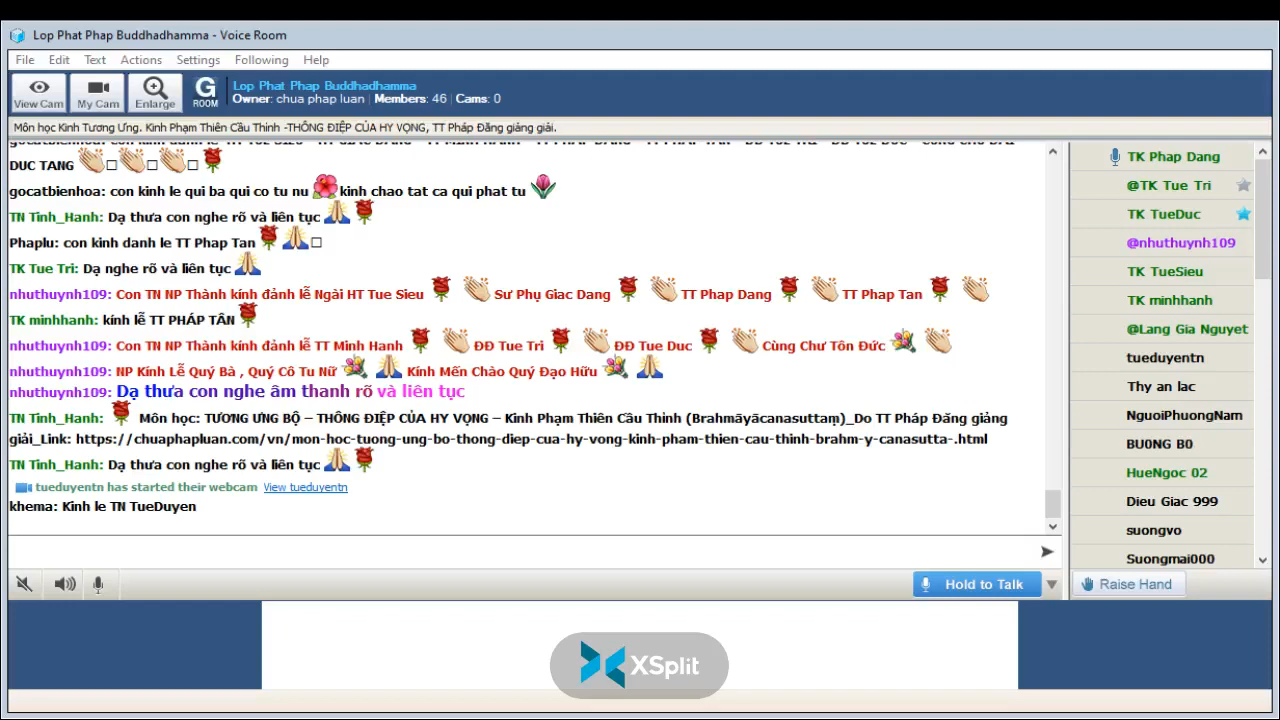 Lop Phat Phap Buddhadhamma - Voice Room
File Edit Text Actions Settings Following Help
View Cam My Cam Enlarge G ROOM
Lop Phat Phap Buddhadhamma
Owner: chua phap luan | Members: 46 | Cams: 0
Môn học Kinh Tương Ưng. Kinh Phạm Thiên Cầu Thỉnh -THÔNG ĐIỆP CỦA HY VỌNG, TT Pháp Đăng giảng giải.
DUC TANG
gocatbienhoa: con kinh le qui ba qui co tu nu kinh chao tat ca qui phat tu
TN Tinh_Hanh: Dạ thưa con nghe rõ và liên tục
Phaplu: con kinh danh le TT Phap Tan
TK Tue Tri: Dạ nghe rõ và liên tục
nhuthuynh109: Con TN NP Thành kính đảnh lễ Ngài HT Tue Sieu Sư Phụ Giac Dang TT Phap Dang TT Phap Tan
TK minhhanh: kính lễ TT PHÁP TÂN
nhuthuynh109: Con TN NP Thành kính đảnh lễ TT Minh Hanh ĐĐ Tue Tri ĐĐ Tue Duc Cùng Chư Tôn Đức
nhuthuynh109: NP Kính Lễ Quý Bà , Quý Cô Tu Nữ Kính Mến Chào Quý Đạo Hữu
nhuthuynh109: Dạ thưa con nghe âm thanh rõ và liên tục
TN Tinh_Hanh: Môn học: TƯƠNG ƯNG BỘ – THÔNG ĐIỆP CỦA HY VỌNG – Kinh Phạm Thiên Cầu Thỉnh (Brahmāyācanasuttaṃ)_Do TT Pháp Đăng giảng
giải_Link: https://chuaphapluan.com/vn/mon-hoc-tuong-ung-bo-thong-diep-cua-hy-vong-kinh-pham-thien-cau-thinh-brahm-y-canasutta-.html
TN Tinh_Hanh: Dạ thưa con nghe rõ và liên tục
tueduyentn has started their webcam View tueduyentn
khema: Kinh le TN TueDuyen
Hold to Talk
TK Phap Dang
@TK Tue Tri
TK TueDuc
@nhuthuynh109
TK TueSieu
TK minhhanh
@Lang Gia Nguyet
tueduyentn
Thy an lac
NguoiPhuongNam
BU0NG B0
HueNgoc 02
Dieu Giac 999
suongvo
Suongmai000
Raise Hand
XSplit